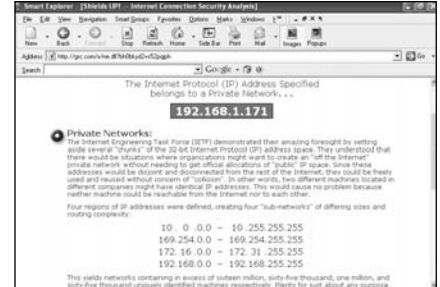 Smart Explorer - [Shields UP! -- Internet Connection Security Analysis]
File Edit View Navigation Smart Groups Favorites Options Window Help
New Back Forward Stop Refresh Home Side Bar Print Mail Images Popups
Address http://grc.com/x/ne.dll? Go
Search Google
The Internet Protocol (IP) Address Specified
belongs to a Private Network . . .
192.168.1.171
Private Networks:
The Internet Engineering Task Force (IETF) demonstrated their amazing foresight by setting
aside several "chunks" of the 32-bit Internet Protocol (IP) address space. They understood that
there would be situations where organizations might want to create an "off the Internet"
private network without needing to get official allocations of "public" IP space. Since these
addresses would be disjoint and disconnected from the rest of the Internet, they could be freely
used and reused without concern of "collision". In other words, two different machines located in
different companies might have identical IP addresses. This would cause no problem because
neither machine could be reachable from the Internet nor to each other.
Four regions of IP addresses were defined, creating four "sub-networks" of differing sizes and
routing complexity:
10 . 0 .0.0 – 10 .255.255.255
169.254.0.0 – 169.254.255.255
172. 16 .0.0 – 172. 31 .255.255
192.168.0.0 – 192.168.255.255
This yields networks containing in excess of sixteen million, sixty-five thousand, one million, and
sixty-five thousand uniquely identified machines respectively. Plenty for just about any purpose.